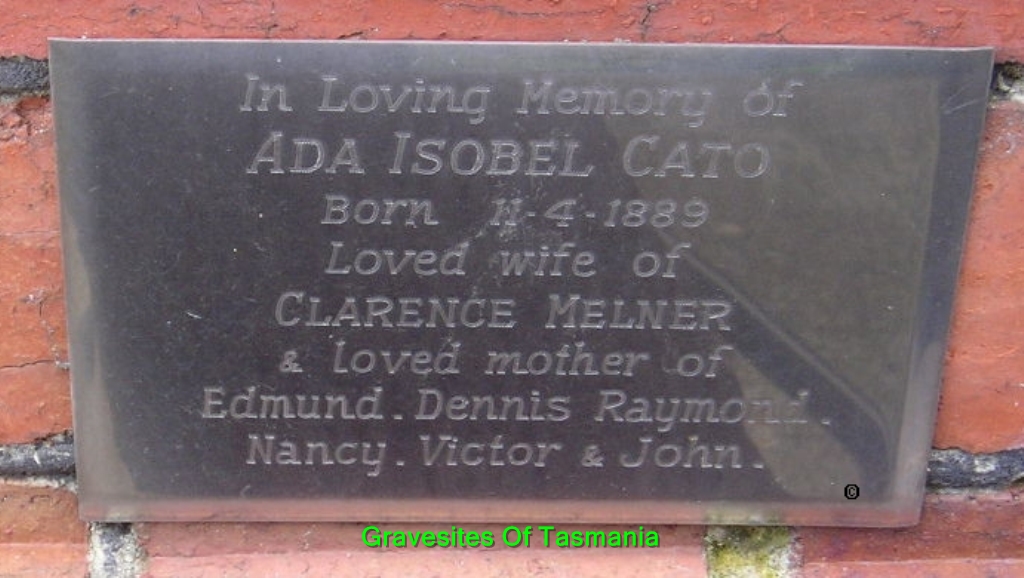 In Loving Memory of
ADA ISOBEL CATO
Born 11-4-1889
Loved wife of
CLARENCE MELNER
& loved mother of
Edmund. Dennis Raymond.
Nancy. Victor & John.
©
Gravesites Of Tasmania